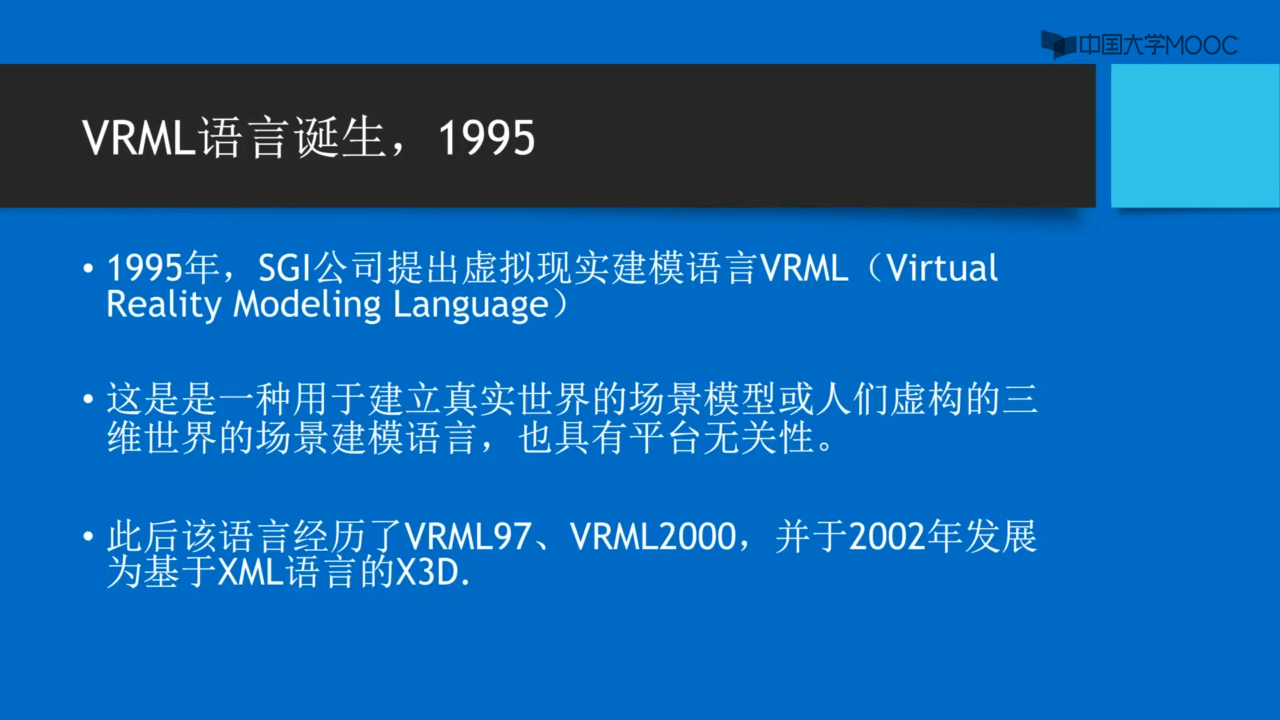 中国大学MOOC
VRML语言诞生，1995
• 1995年，SGI公司提出虚拟现实建模语言VRML（Virtual
Reality Modeling Language）
• 这是是一种用于建立真实世界的场景模型或人们虚构的三
维世界的场景建模语言，也具有平台无关性。
• 此后该语言经历了VRML97、VRML2000，并于2002年发展
为基于XML语言的X3D.